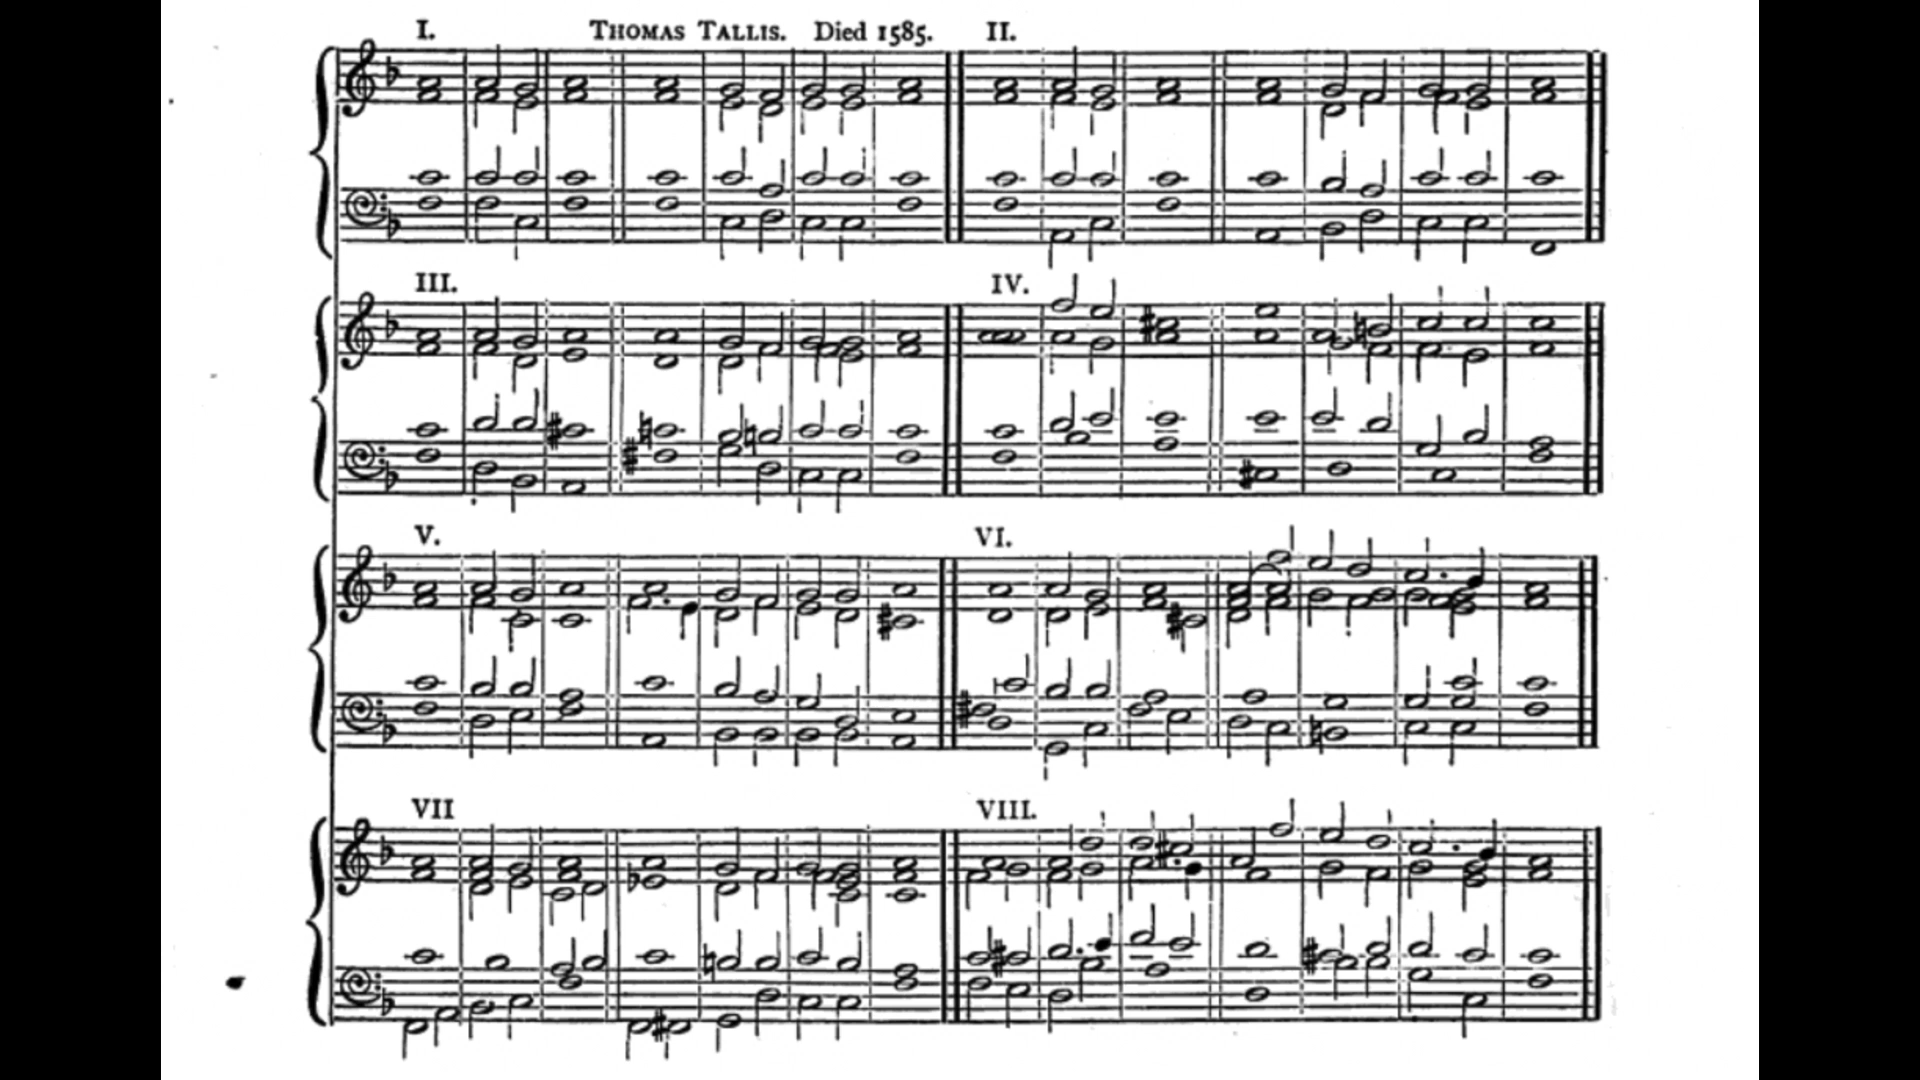 I. THOMAS TALLIS. Died 1585. II.
III. IV.
V. VI.
VII VIII.